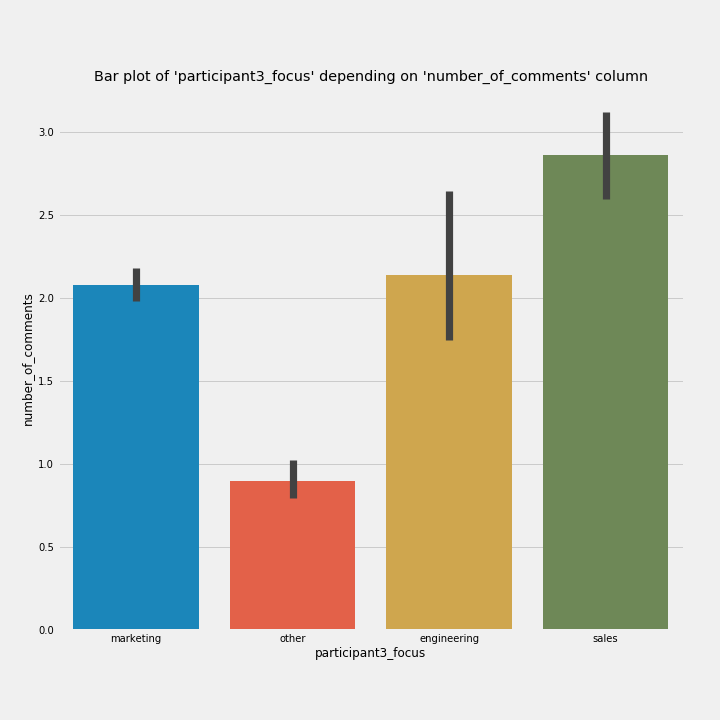 Bar plot of 'participant3_focus' depending on 'number_of_comments' column
3.0
2.5
2.0
1.5
1.0
0.5
0.0
number_of_comments
marketing other engineering sales
participant3_focus